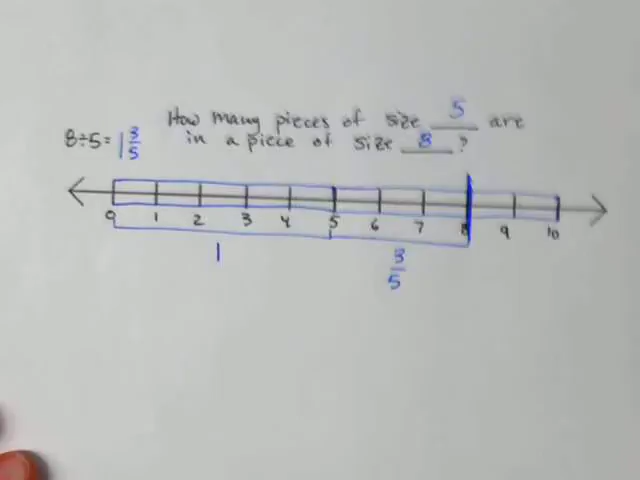 How many pieces of size 5 are
8÷5= 1 3/5 in a piece of size 8 ?
0 1 2 3 4 5 6 7 8 9 10
1 3/5